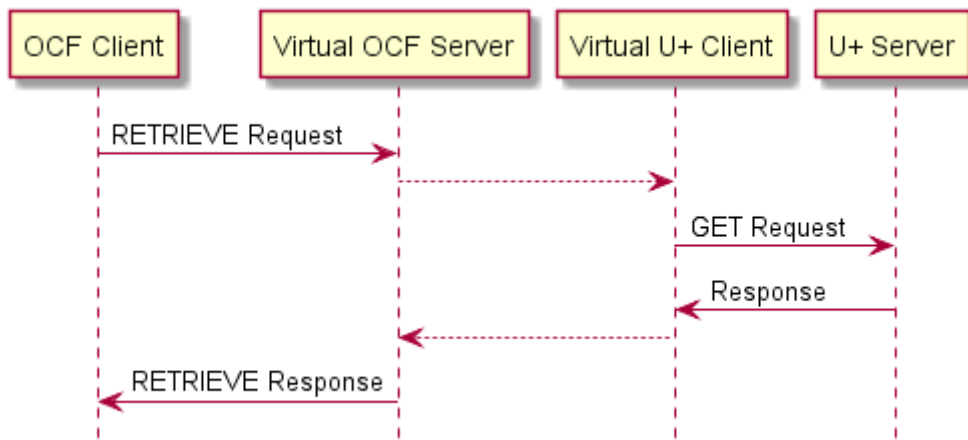 OCF Client
Virtual OCF Server
Virtual U+ Client
U+ Server
RETRIEVE Request
GET Request
Response
RETRIEVE Response